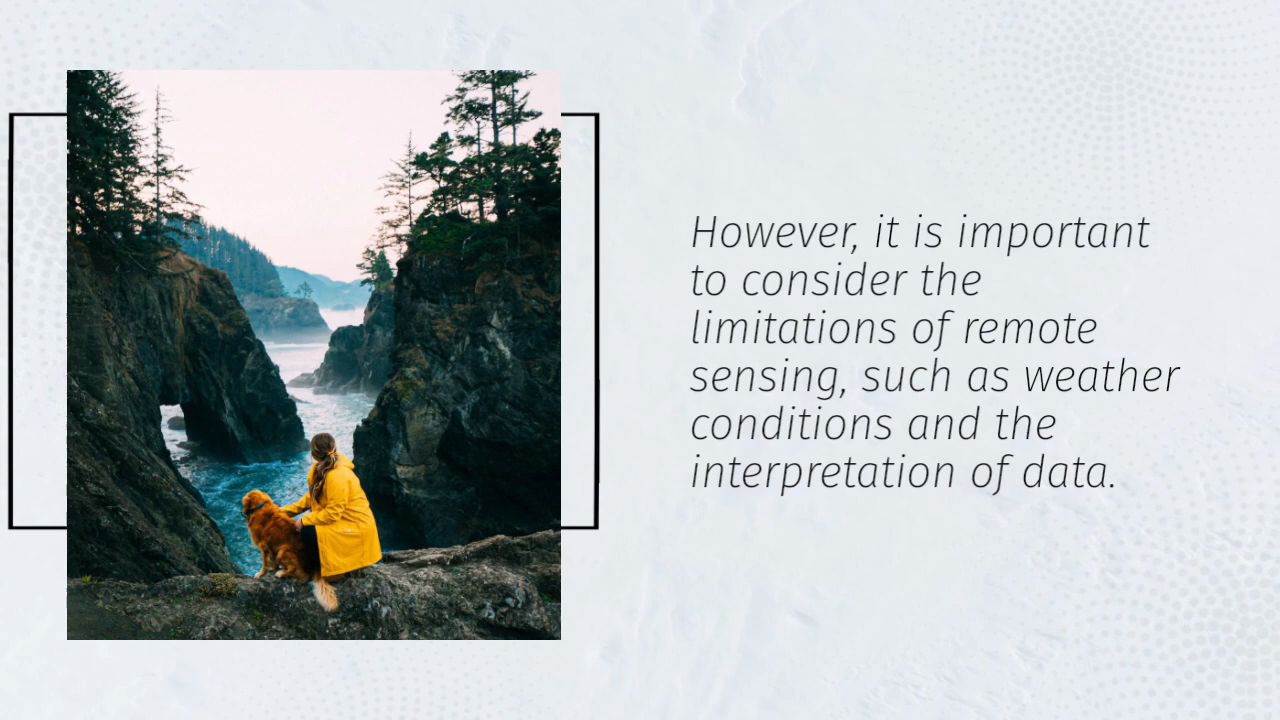 However, it is important
to consider the
limitations of remote
sensing, such as weather
conditions and the
interpretation of data.